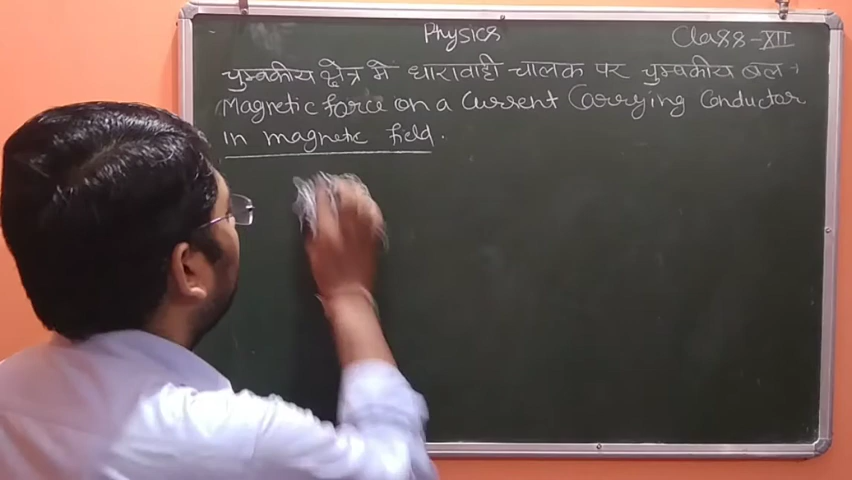 Physics
Class-XII
चुम्बकीय क्षेत्र में धारावाही चालक पर चुम्बकीय बल :
Magnetic force on a Current Carrying Conductor
in magnetic field.